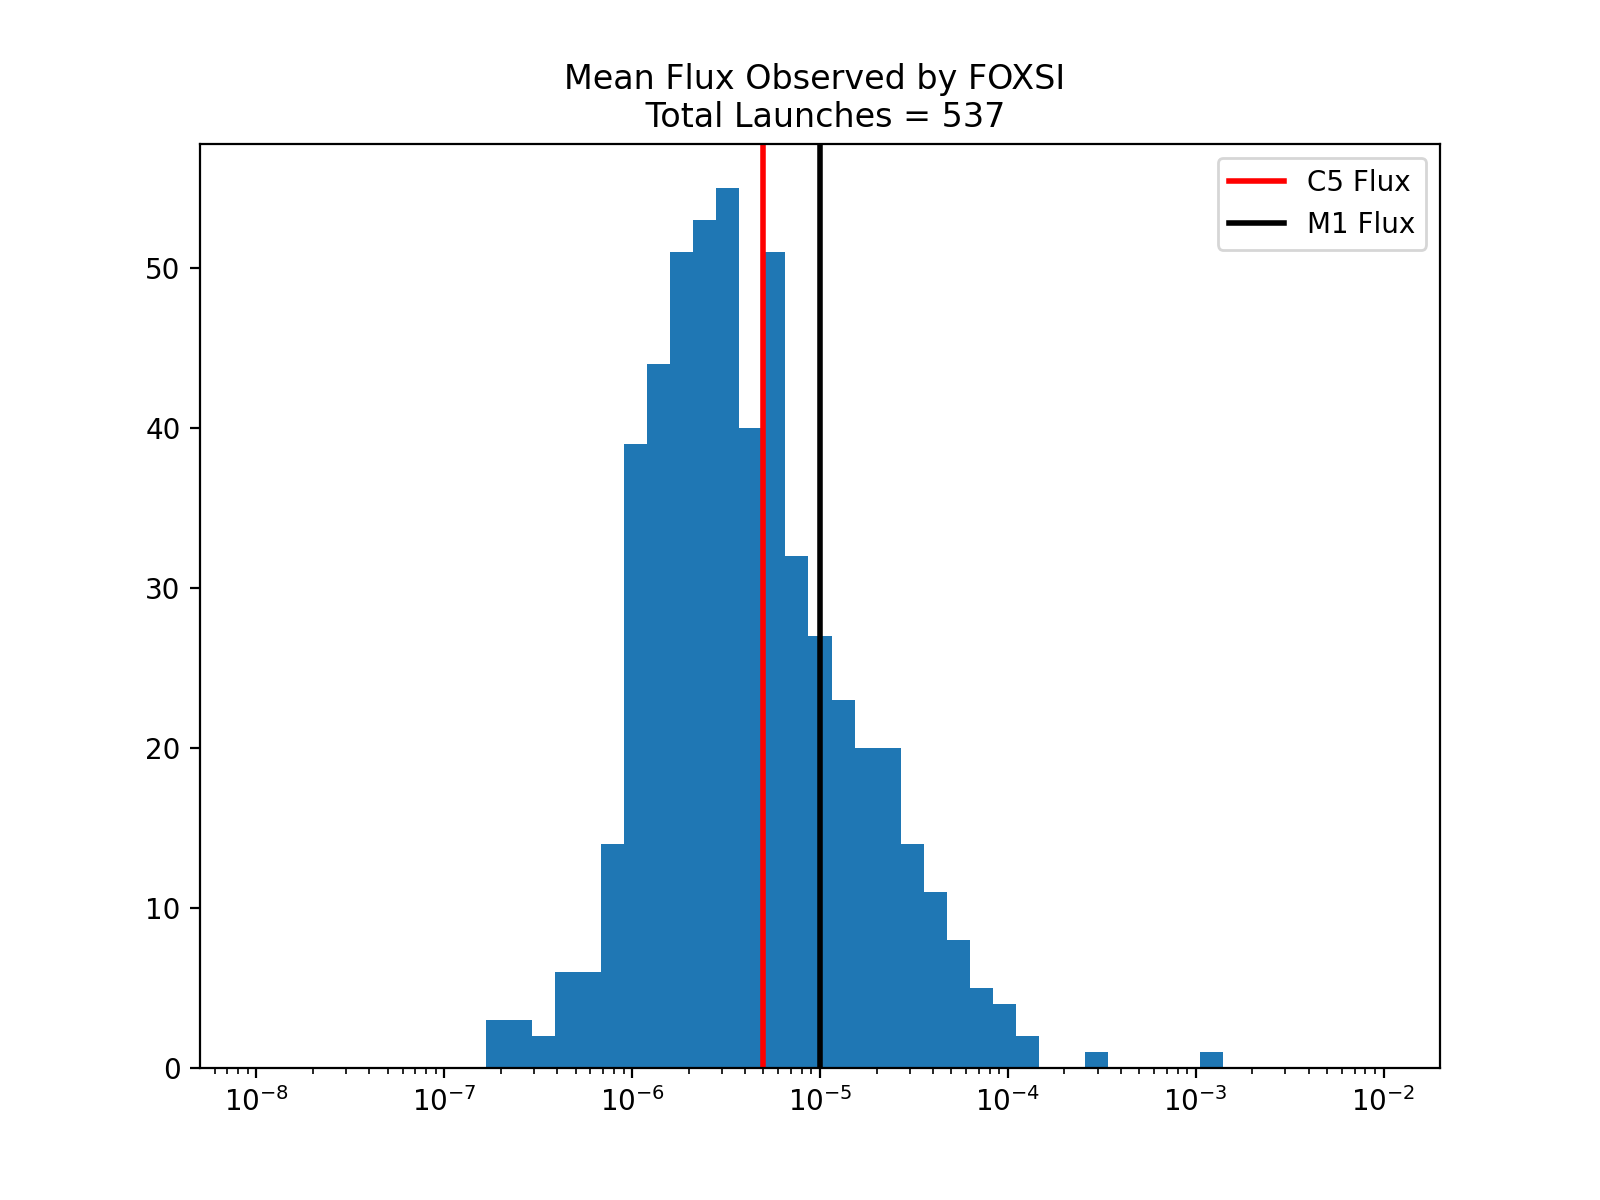 Mean Flux Observed by FOXSI
Total Launches = 537
C5 Flux
M1 Flux
50
40
30
20
10
0
10⁻⁸ 10⁻⁷ 10⁻⁶ 10⁻⁵ 10⁻⁴ 10⁻³ 10⁻²